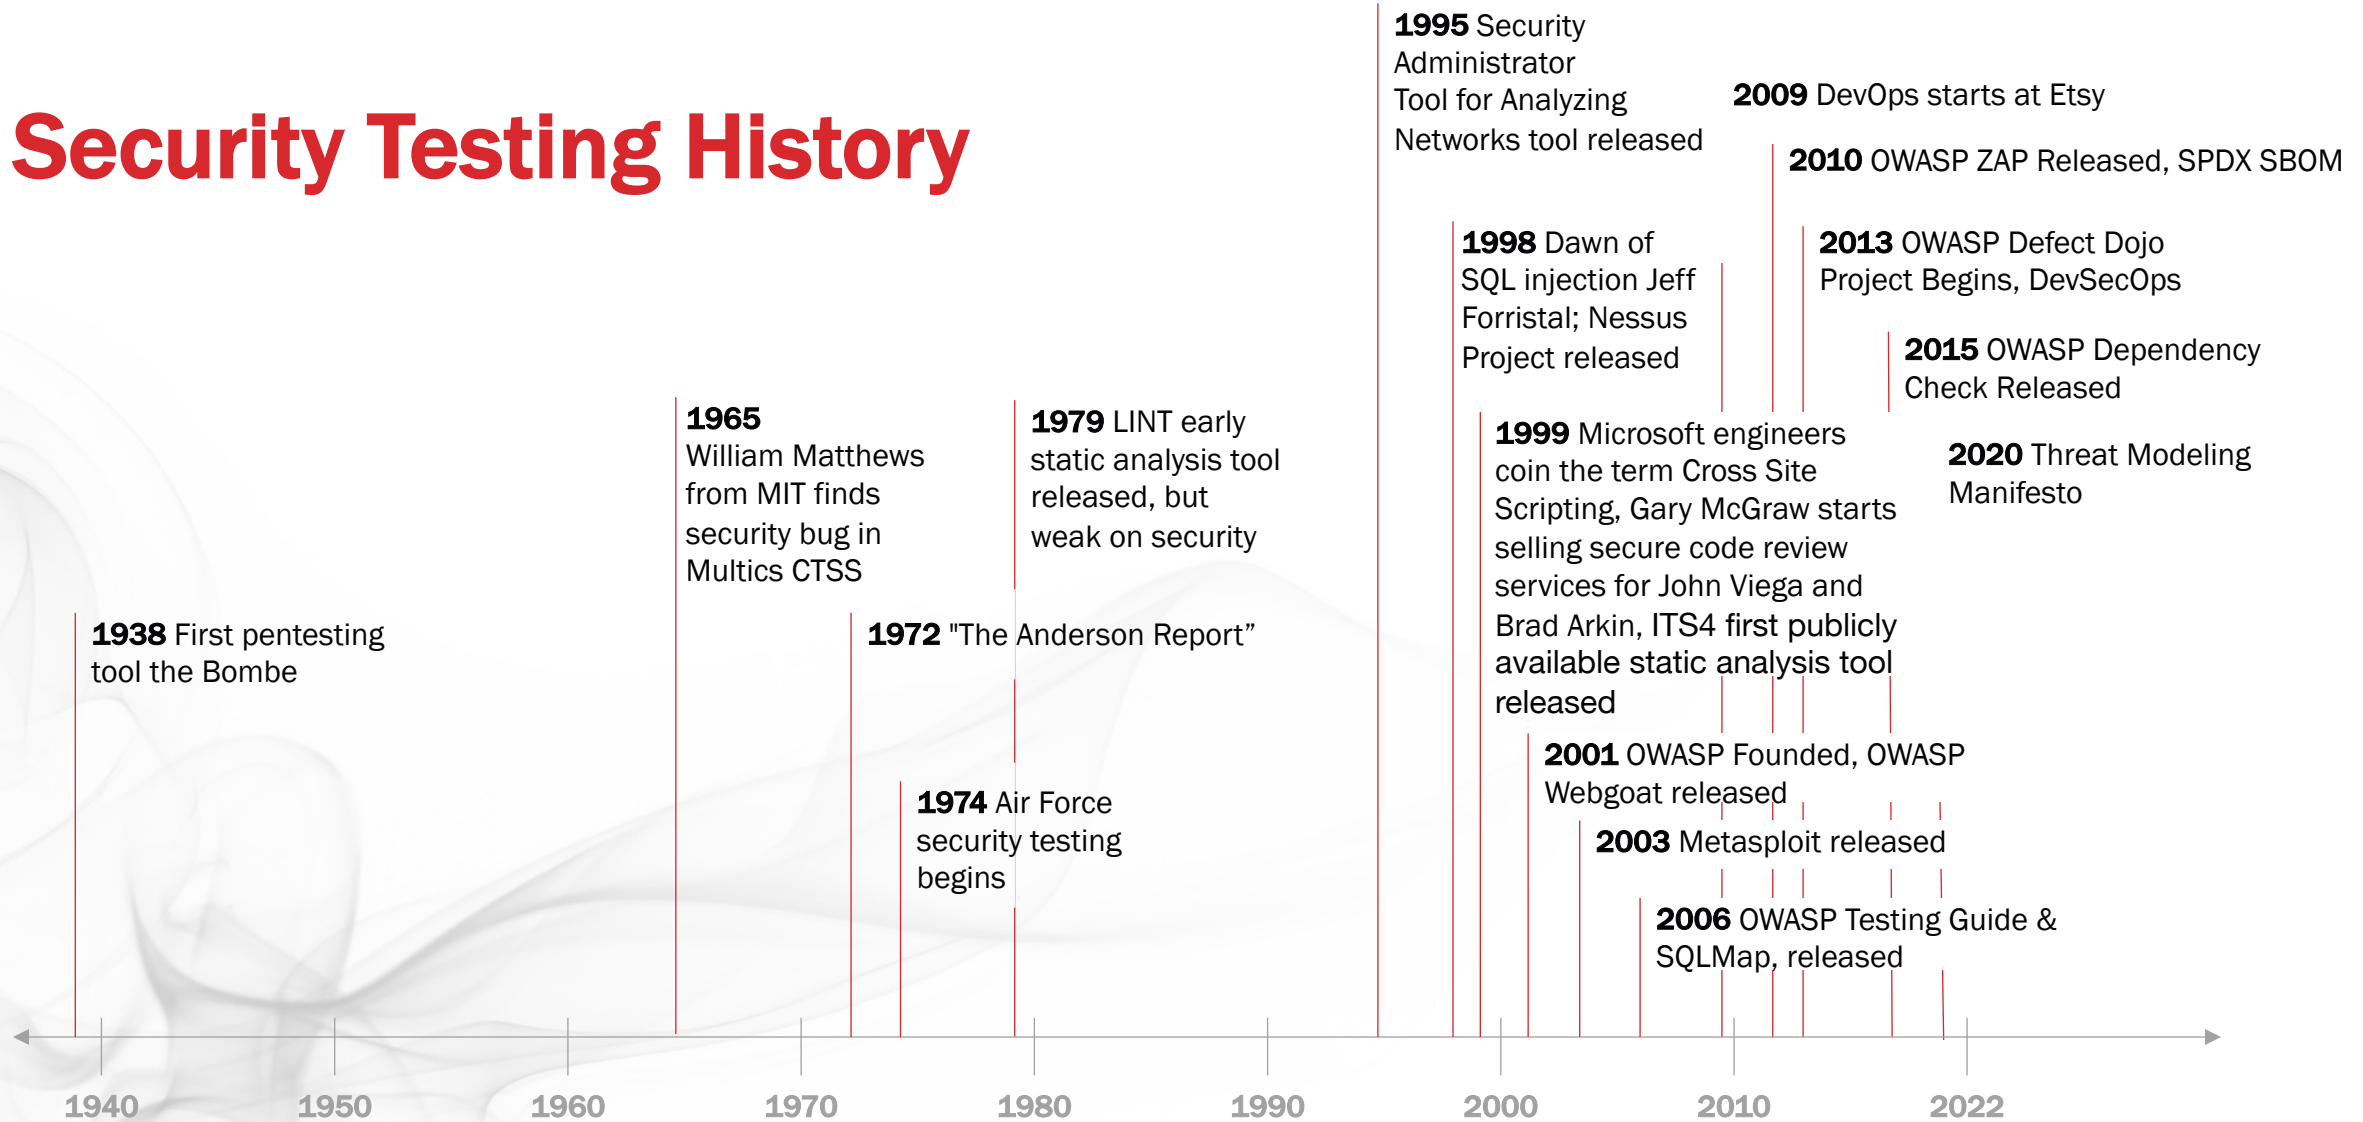 Security Testing History
1938 First pentesting
tool the Bombe
1965
William Matthews
from MIT finds
security bug in
Multics CTSS
1972 "The Anderson Report”
1974 Air Force
security testing
begins
1979 LINT early
static analysis tool
released, but
weak on security
1995 Security
Administrator
Tool for Analyzing
Networks tool released
1998 Dawn of
SQL injection Jeff
Forristal; Nessus
Project released
1999 Microsoft engineers
coin the term Cross Site
Scripting, Gary McGraw starts
selling secure code review
services for John Viega and
Brad Arkin, ITS4 first publicly
available static analysis tool
released
2001 OWASP Founded, OWASP
Webgoat released
2003 Metasploit released
2006 OWASP Testing Guide &
SQLMap, released
2009 DevOps starts at Etsy
2010 OWASP ZAP Released, SPDX SBOM
2013 OWASP Defect Dojo
Project Begins, DevSecOps
2015 OWASP Dependency
Check Released
2020 Threat Modeling
Manifesto
1940 1950 1960 1970 1980 1990 2000 2010 2022